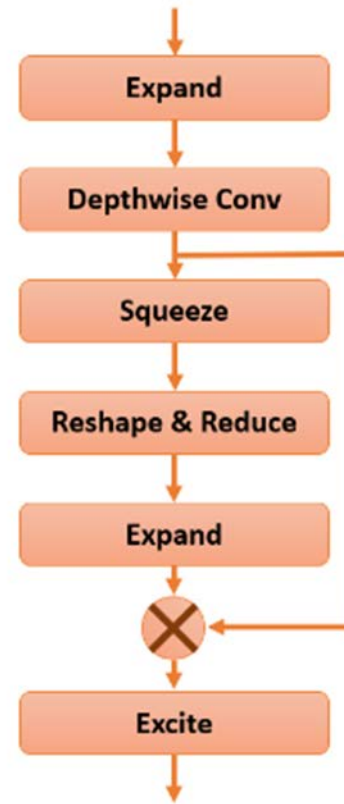 Expand
Depthwise Conv
Squeeze
Reshape & Reduce
Expand
Excite